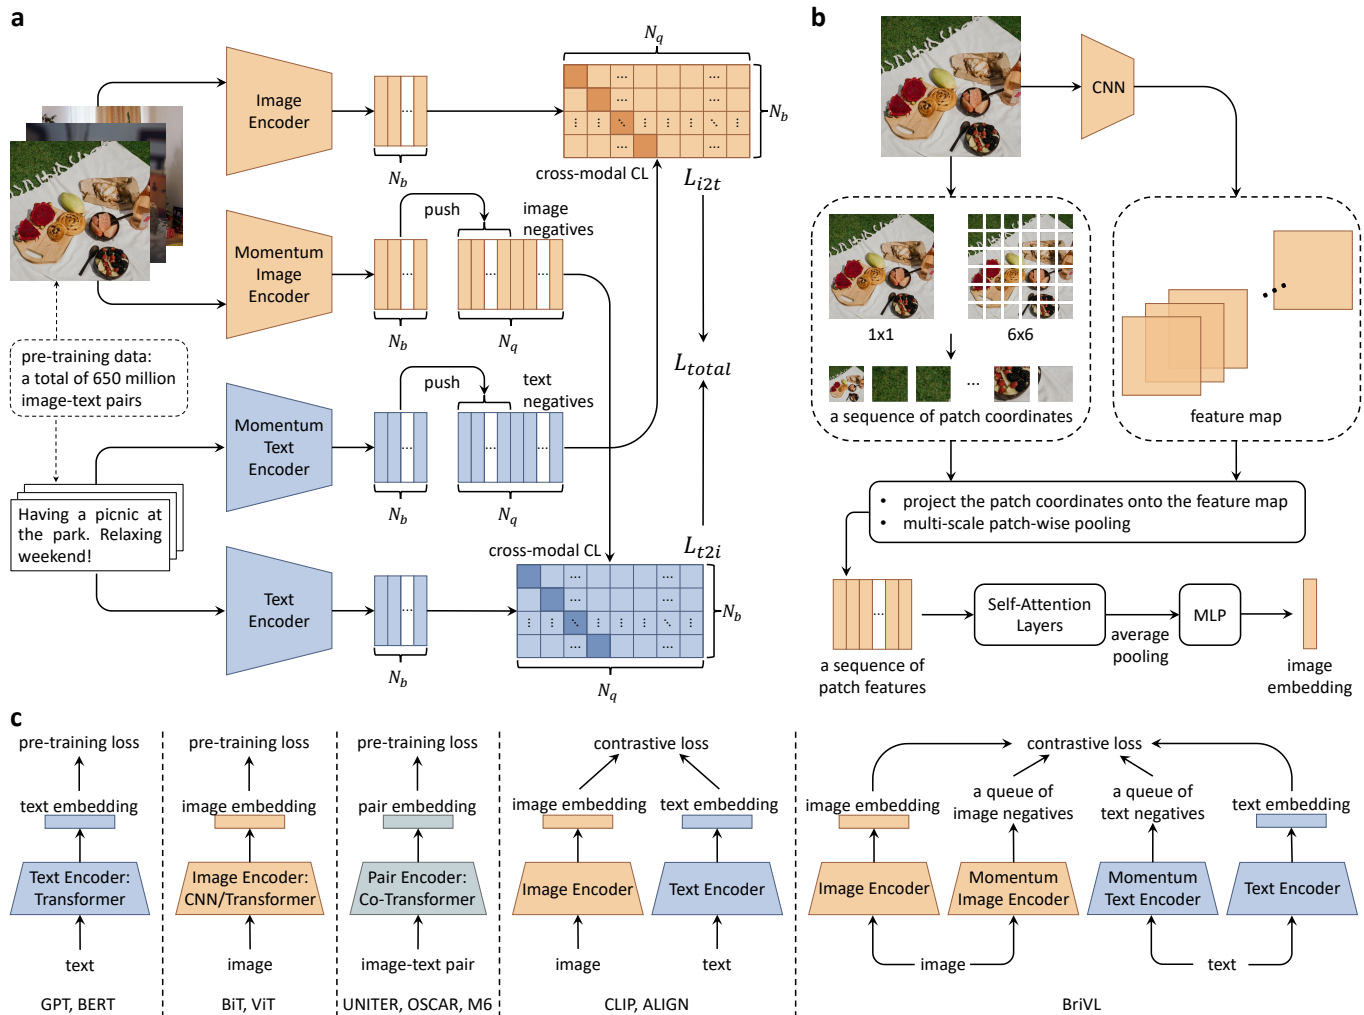 a
Image
Encoder
...
N_b
N_q
... ...
... ...
⋮ ⋮ ⋱ ⋮ ⋮ ⋮ ⋱ ⋮
... ...
N_b
cross-modal CL
L_{i2t}
Momentum
Image
Encoder
...
N_b
push
image
negatives
... ...
N_q
pre-training data:
a total of 650 million
image-text pairs
L_{total}
Momentum
Text
Encoder
...
N_b
push
text
negatives
... ...
N_q
Having a picnic at
the park. Relaxing
weekend!
Text
Encoder
...
N_b
cross-modal CL
L_{t2i}
... ...
... ...
⋮ ⋮ ⋱ ⋮ ⋮ ⋮ ⋱ ⋮
... ...
N_b
N_q
b
CNN
1x1
6x6
...
a sequence of patch coordinates
...
feature map
• project the patch coordinates onto the feature map
• multi-scale patch-wise pooling
...
a sequence of
patch features
Self-Attention
Layers
average
pooling
MLP
image
embedding
c
pre-training loss
text embedding
Text Encoder:
Transformer
text
GPT, BERT
pre-training loss
image embedding
Image Encoder:
CNN/Transformer
image
BiT, ViT
pre-training loss
pair embedding
Pair Encoder:
Co-Transformer
image-text pair
UNITER, OSCAR, M6
contrastive loss
image embedding
text embedding
Image Encoder
Text Encoder
image
text
CLIP, ALIGN
contrastive loss
image embedding
a queue of
image negatives
a queue of
text negatives
text embedding
Image Encoder
Momentum
Image Encoder
Momentum
Text Encoder
Text Encoder
image
text
BriVL